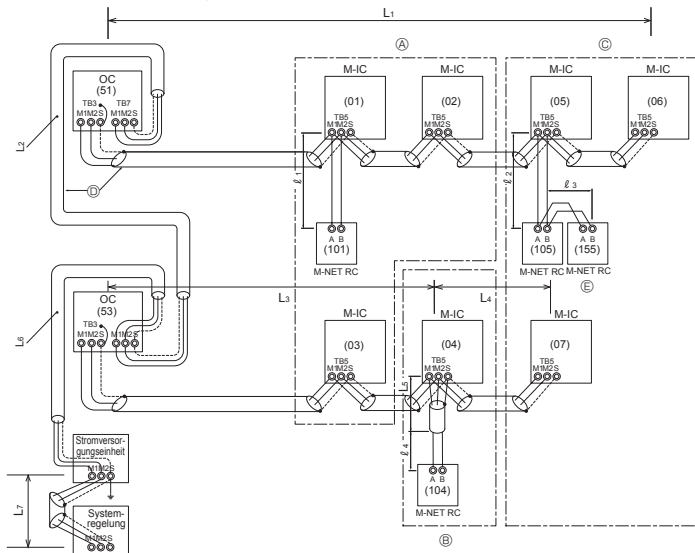 L1
Ⓐ
Ⓒ
OC
(51)
TB3 TB7
M1M2S M1M2S
M-IC
(01)
TB5
M1M2S
M-IC
(02)
TB5
M1M2S
M-IC
(05)
TB5
M1M2S
M-IC
(06)
M1M2S
L2
Ⓓ
ℓ1
ℓ2
ℓ3
A B
(101)
M-NET RC
A B
(105)
M-NET RC
A B
(155)
M-NET RC
Ⓔ
L3
L4
OC
(53)
TB3
M1M2S M1M2S
M-IC
(03)
TB5
M1M2S
M-IC
(04)
TB5
M1M2S
M-IC
(07)
TB5
M1M2S
L6
L5
ℓ4
A B
(104)
M-NET RC
Ⓑ
Stromversor-
gungseinheit
M1M2S
L7
System-
regelung
M1M2S